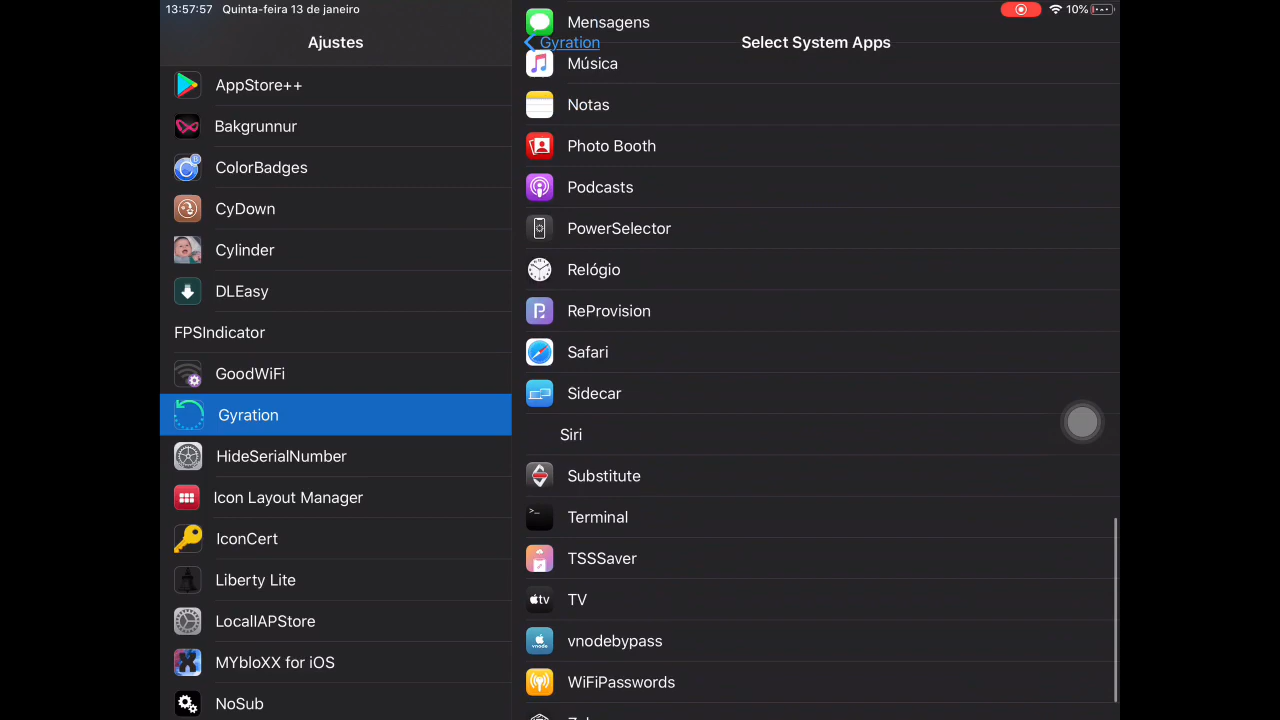 13:57:57 Quinta-feira 13 de janeiro
10%
Ajustes
AppStore++
Bakgrunnur
ColorBadges
CyDown
Cylinder
DLEasy
FPSIndicator
GoodWiFi
Gyration
HideSerialNumber
Icon Layout Manager
IconCert
Liberty Lite
LocalIAPStore
MYbloXX for iOS
NoSub
Mensagens
Gyration
Select System Apps
Música
Notas
Photo Booth
Podcasts
PowerSelector
Relógio
ReProvision
Safari
Sidecar
Siri
Substitute
Terminal
TSSSaver
TV
vnodebypass
WiFiPasswords